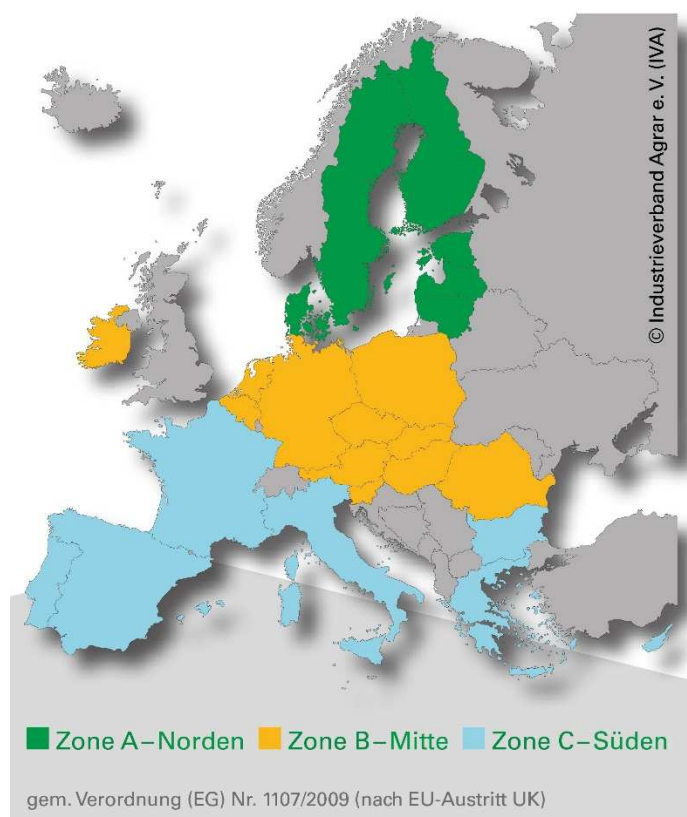 © Industrieverband Agrar e. V. (IVA)
Zone A–Norden Zone B–Mitte Zone C–Süden
gem. Verordnung (EG) Nr. 1107/2009 (nach EU-Austritt UK)